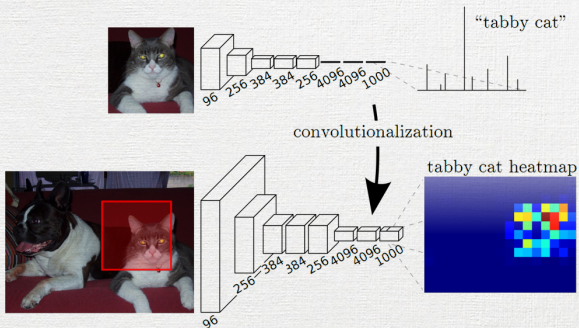 “tabby cat”
96 256 384 384 256 4096 4096 1000
convolutionalization
tabby cat heatmap
96 256 384 384 256 4096 4096 1000